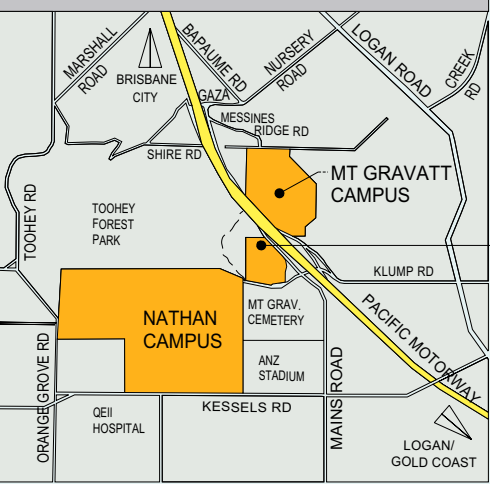 MARSHALL
ROAD
BRISBANE
CITY
BAPAUME RD
NURSERY
ROAD
LOGAN ROAD
CREEK
RD
GAZA
MESSINES
RIDGE RD
SHIRE RD
MT GRAVATT
CAMPUS
TOOHEY RD
TOOHEY
FOREST
PARK
KLUMP RD
NATHAN
CAMPUS
MT GRAV.
CEMETERY
PACIFIC MOTORWAY
ANZ
STADIUM
ORANGE GROVE RD
QEII
HOSPITAL
KESSELS RD
MAINS ROAD
LOGAN/
GOLD COAST